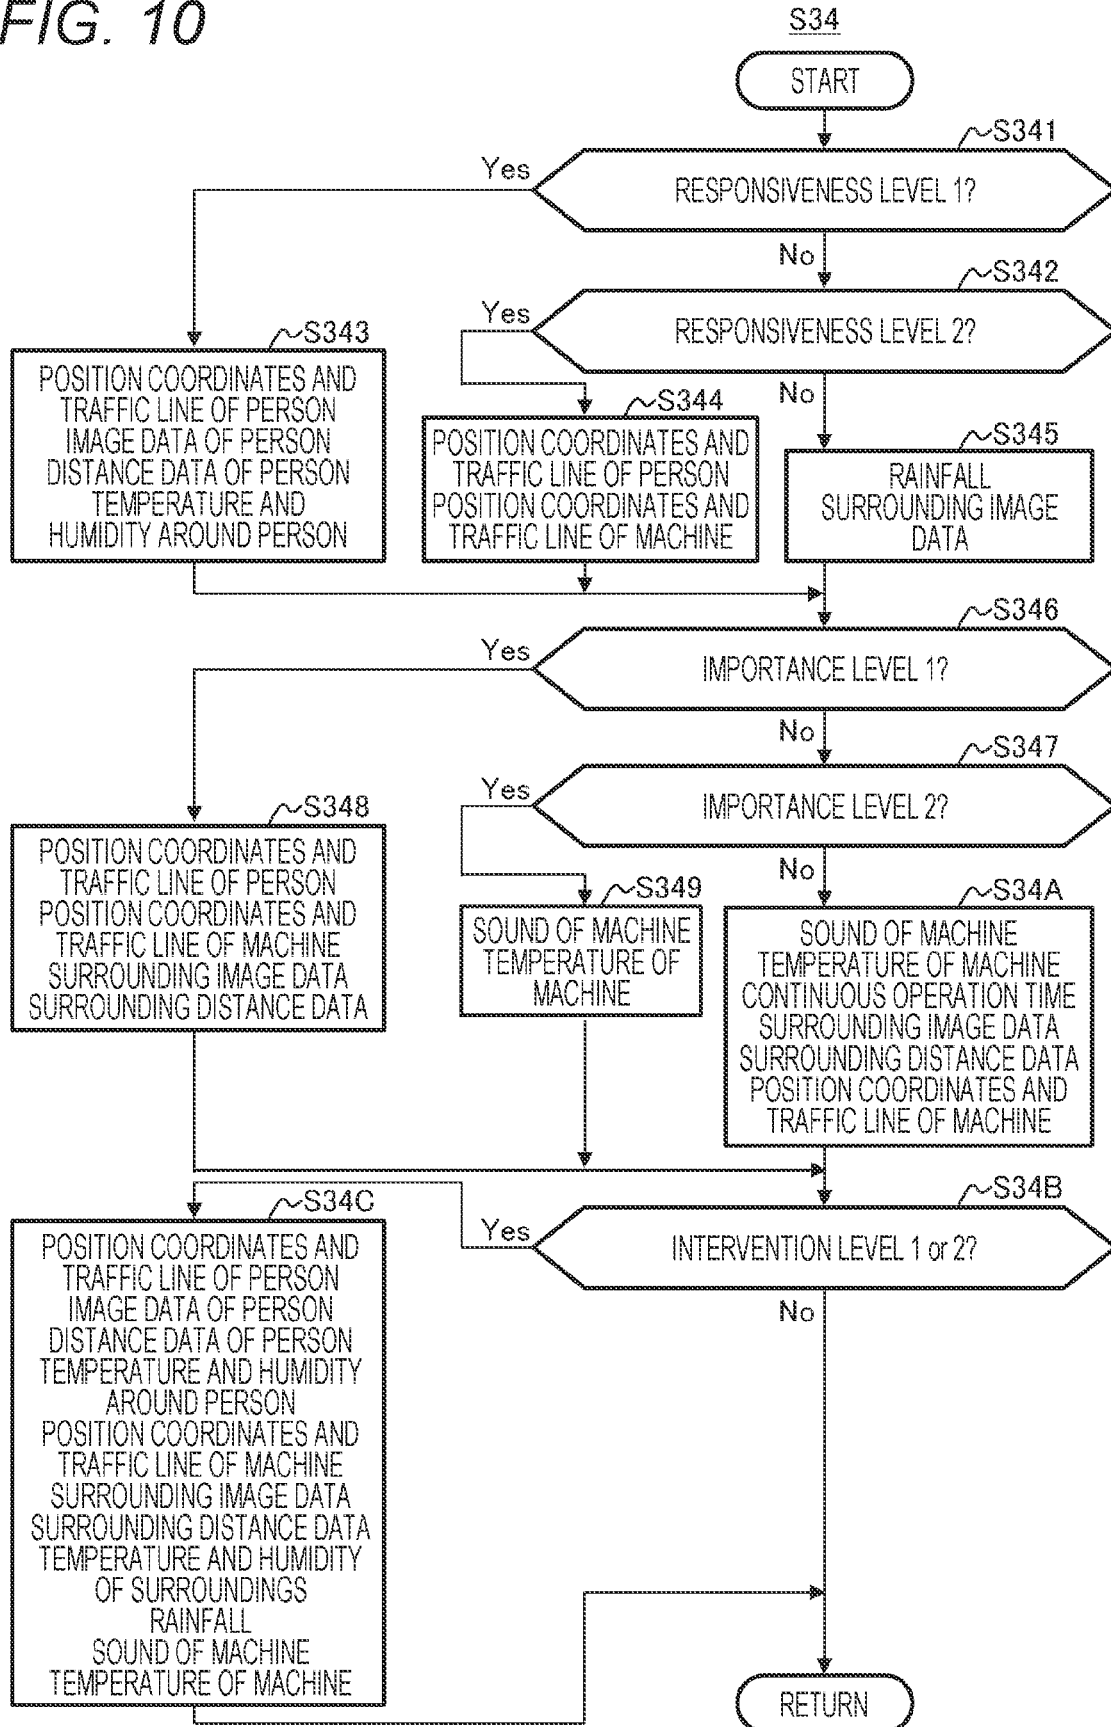 FIG. 10
S34
START
S341
Yes
RESPONSIVENESS LEVEL 1?
No
S342
Yes
RESPONSIVENESS LEVEL 2?
No
S343
POSITION COORDINATES AND
TRAFFIC LINE OF PERSON
IMAGE DATA OF PERSON
DISTANCE DATA OF PERSON
TEMPERATURE AND
HUMIDITY AROUND PERSON
S344
POSITION COORDINATES AND
TRAFFIC LINE OF PERSON
POSITION COORDINATES AND
TRAFFIC LINE OF MACHINE
S345
RAINFALL
SURROUNDING IMAGE
DATA
S346
Yes
IMPORTANCE LEVEL 1?
No
S347
Yes
IMPORTANCE LEVEL 2?
No
S348
POSITION COORDINATES AND
TRAFFIC LINE OF PERSON
POSITION COORDINATES AND
TRAFFIC LINE OF MACHINE
SURROUNDING IMAGE DATA
SURROUNDING DISTANCE DATA
S349
SOUND OF MACHINE
TEMPERATURE OF
MACHINE
S34A
SOUND OF MACHINE
TEMPERATURE OF MACHINE
CONTINUOUS OPERATION TIME
SURROUNDING IMAGE DATA
SURROUNDING DISTANCE DATA
POSITION COORDINATES AND
TRAFFIC LINE OF MACHINE
S34B
Yes
INTERVENTION LEVEL 1 or 2?
No
S34C
POSITION COORDINATES AND
TRAFFIC LINE OF PERSON
IMAGE DATA OF PERSON
DISTANCE DATA OF PERSON
TEMPERATURE AND HUMIDITY
AROUND PERSON
POSITION COORDINATES AND
TRAFFIC LINE OF MACHINE
SURROUNDING IMAGE DATA
SURROUNDING DISTANCE DATA
TEMPERATURE AND HUMIDITY
OF SURROUNDINGS
RAINFALL
SOUND OF MACHINE
TEMPERATURE OF MACHINE
RETURN